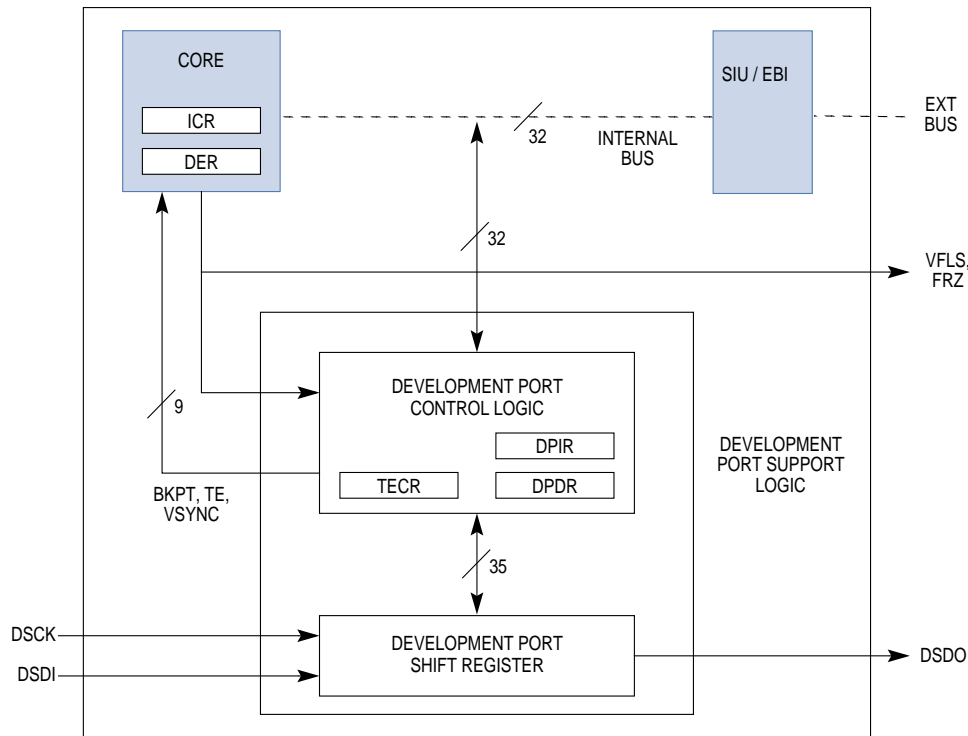 CORE
ICR
DER
SIU / EBI
32
INTERNAL
BUS
EXT
BUS
32
VFLS,
FRZ
DEVELOPMENT PORT
CONTROL LOGIC
9
DPIR
TECR
DPDR
BKPT, TE,
VSYNC
DEVELOPMENT
PORT SUPPORT
LOGIC
35
DSCK
DSDI
DEVELOPMENT PORT
SHIFT REGISTER
DSDO